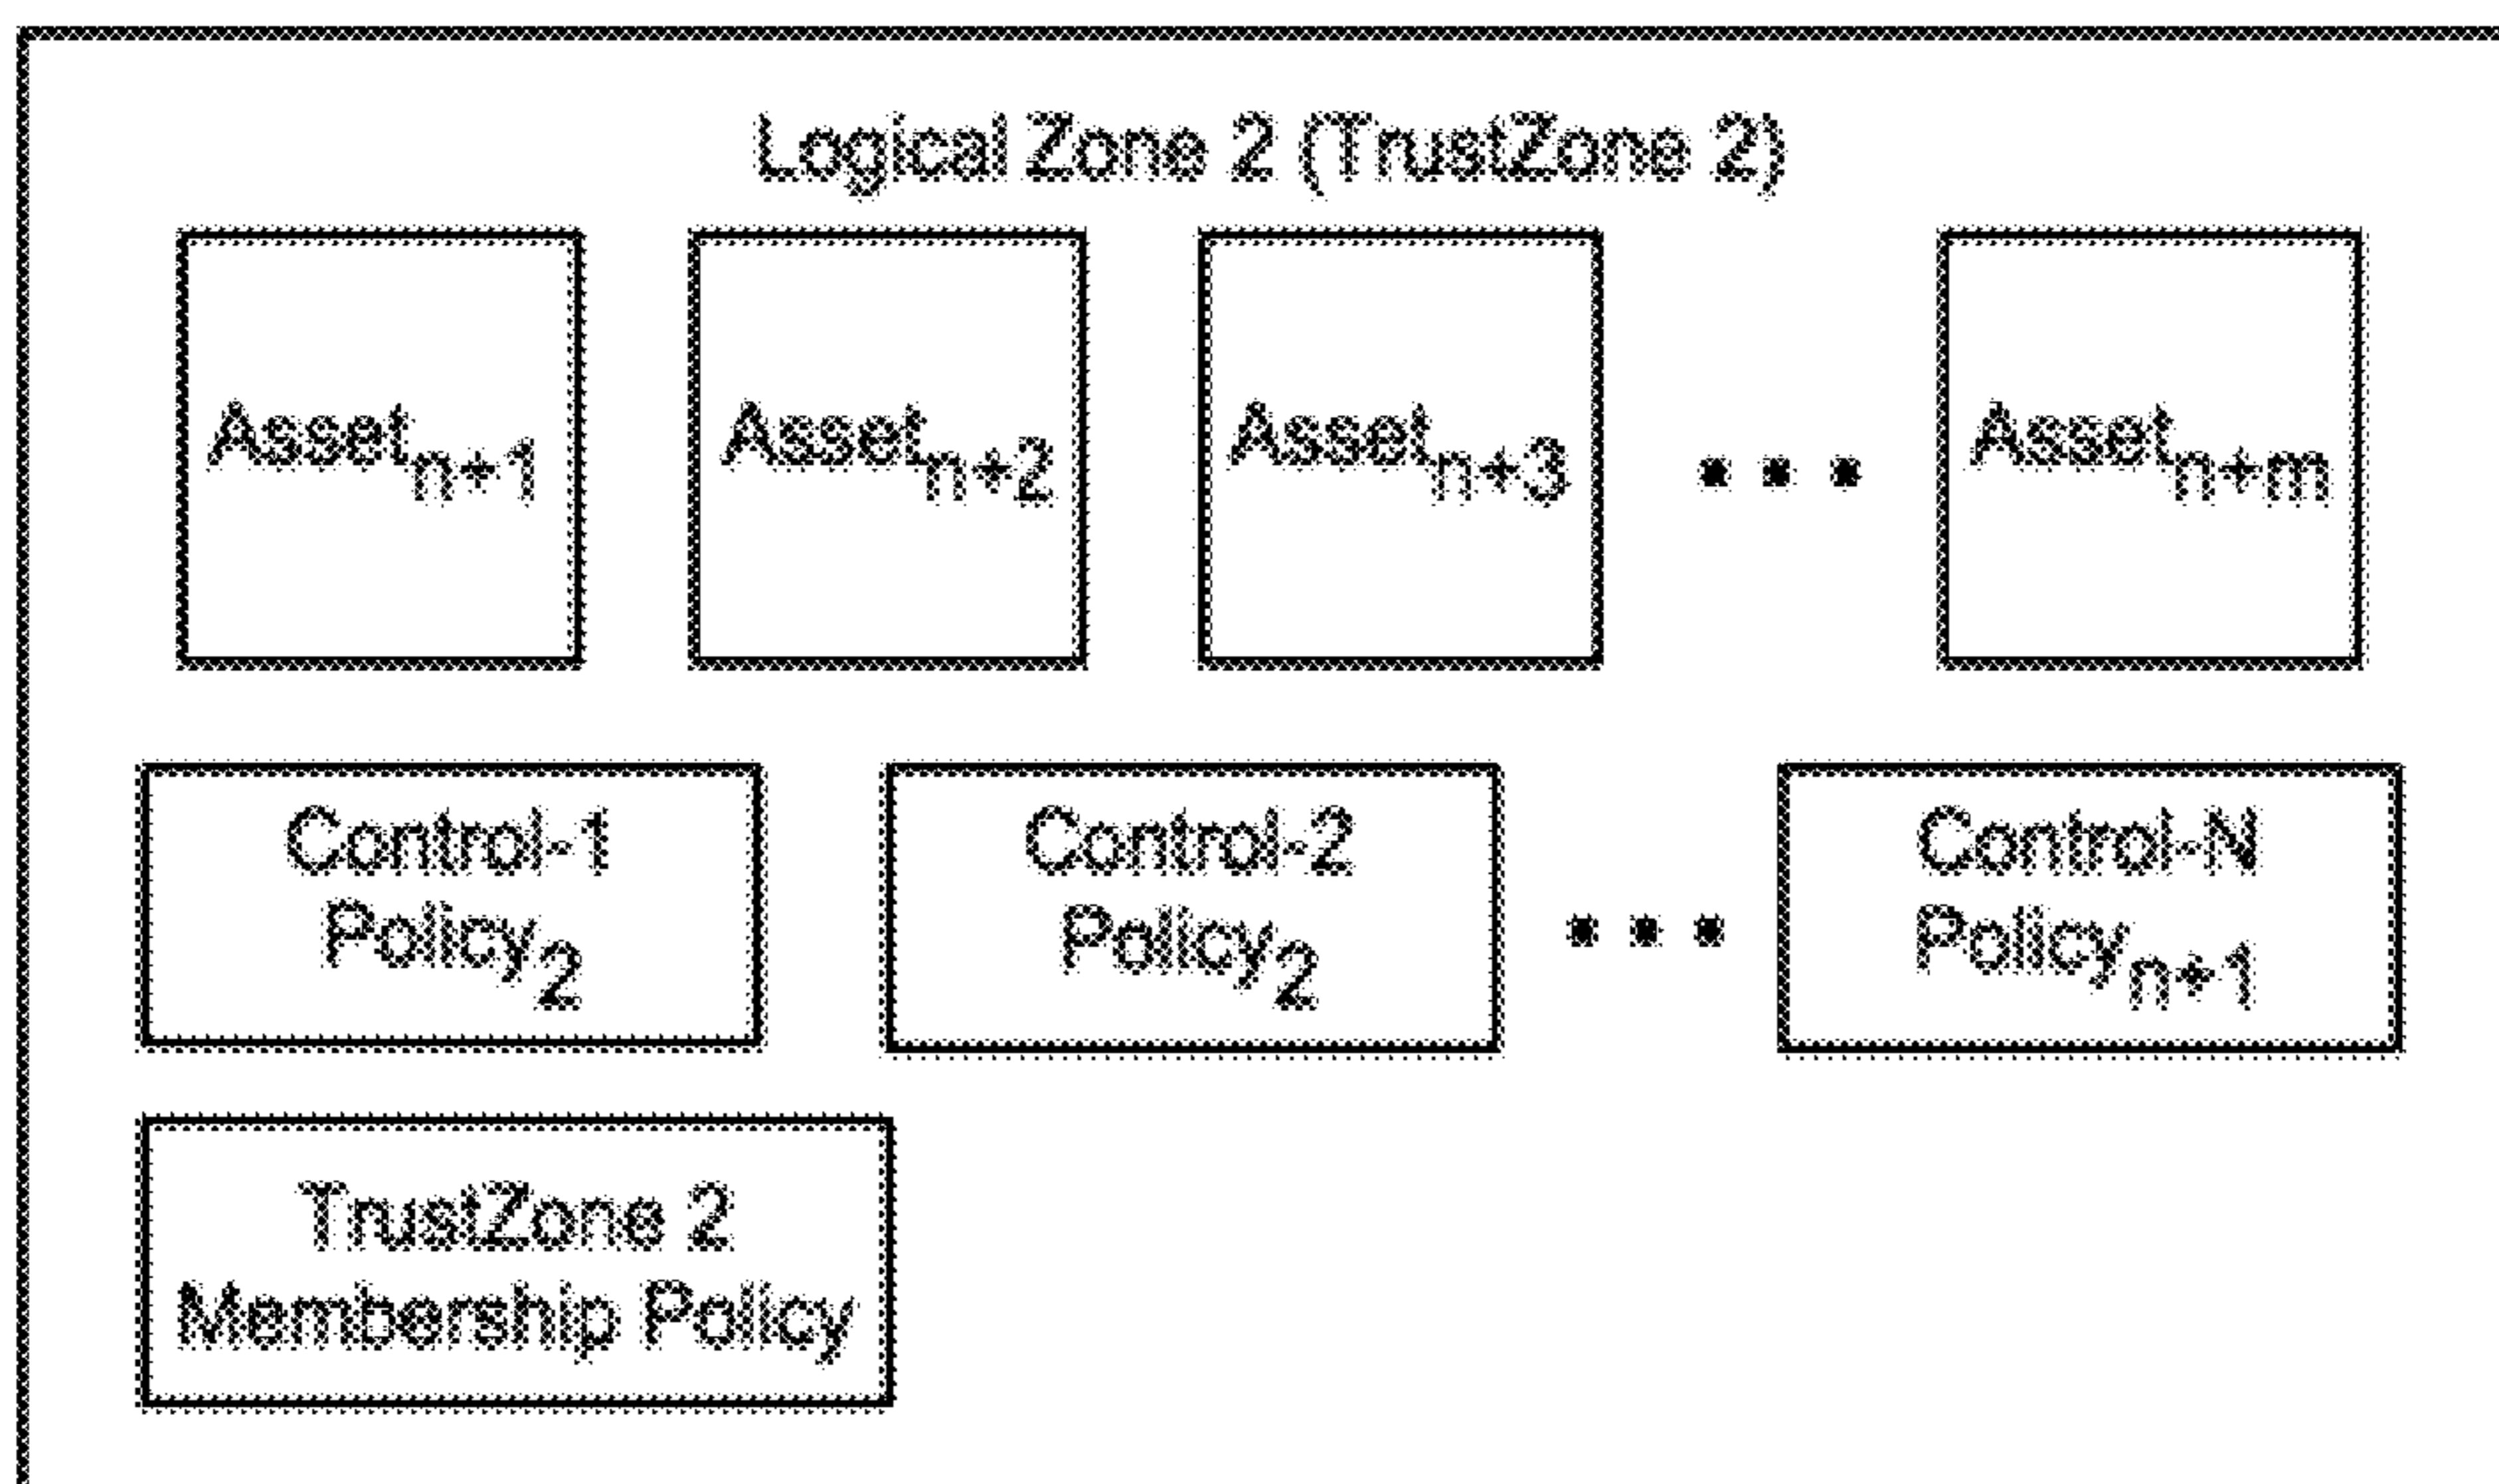 Logical Zone 2 (TrustZone 2)
Asset n+1 Asset n+2 Asset n+3 ... Asset n+m
Control-1 Control-2 Control-N
Policy 2 Policy 2 ... Policy n+1
TrustZone 2
Membership Policy